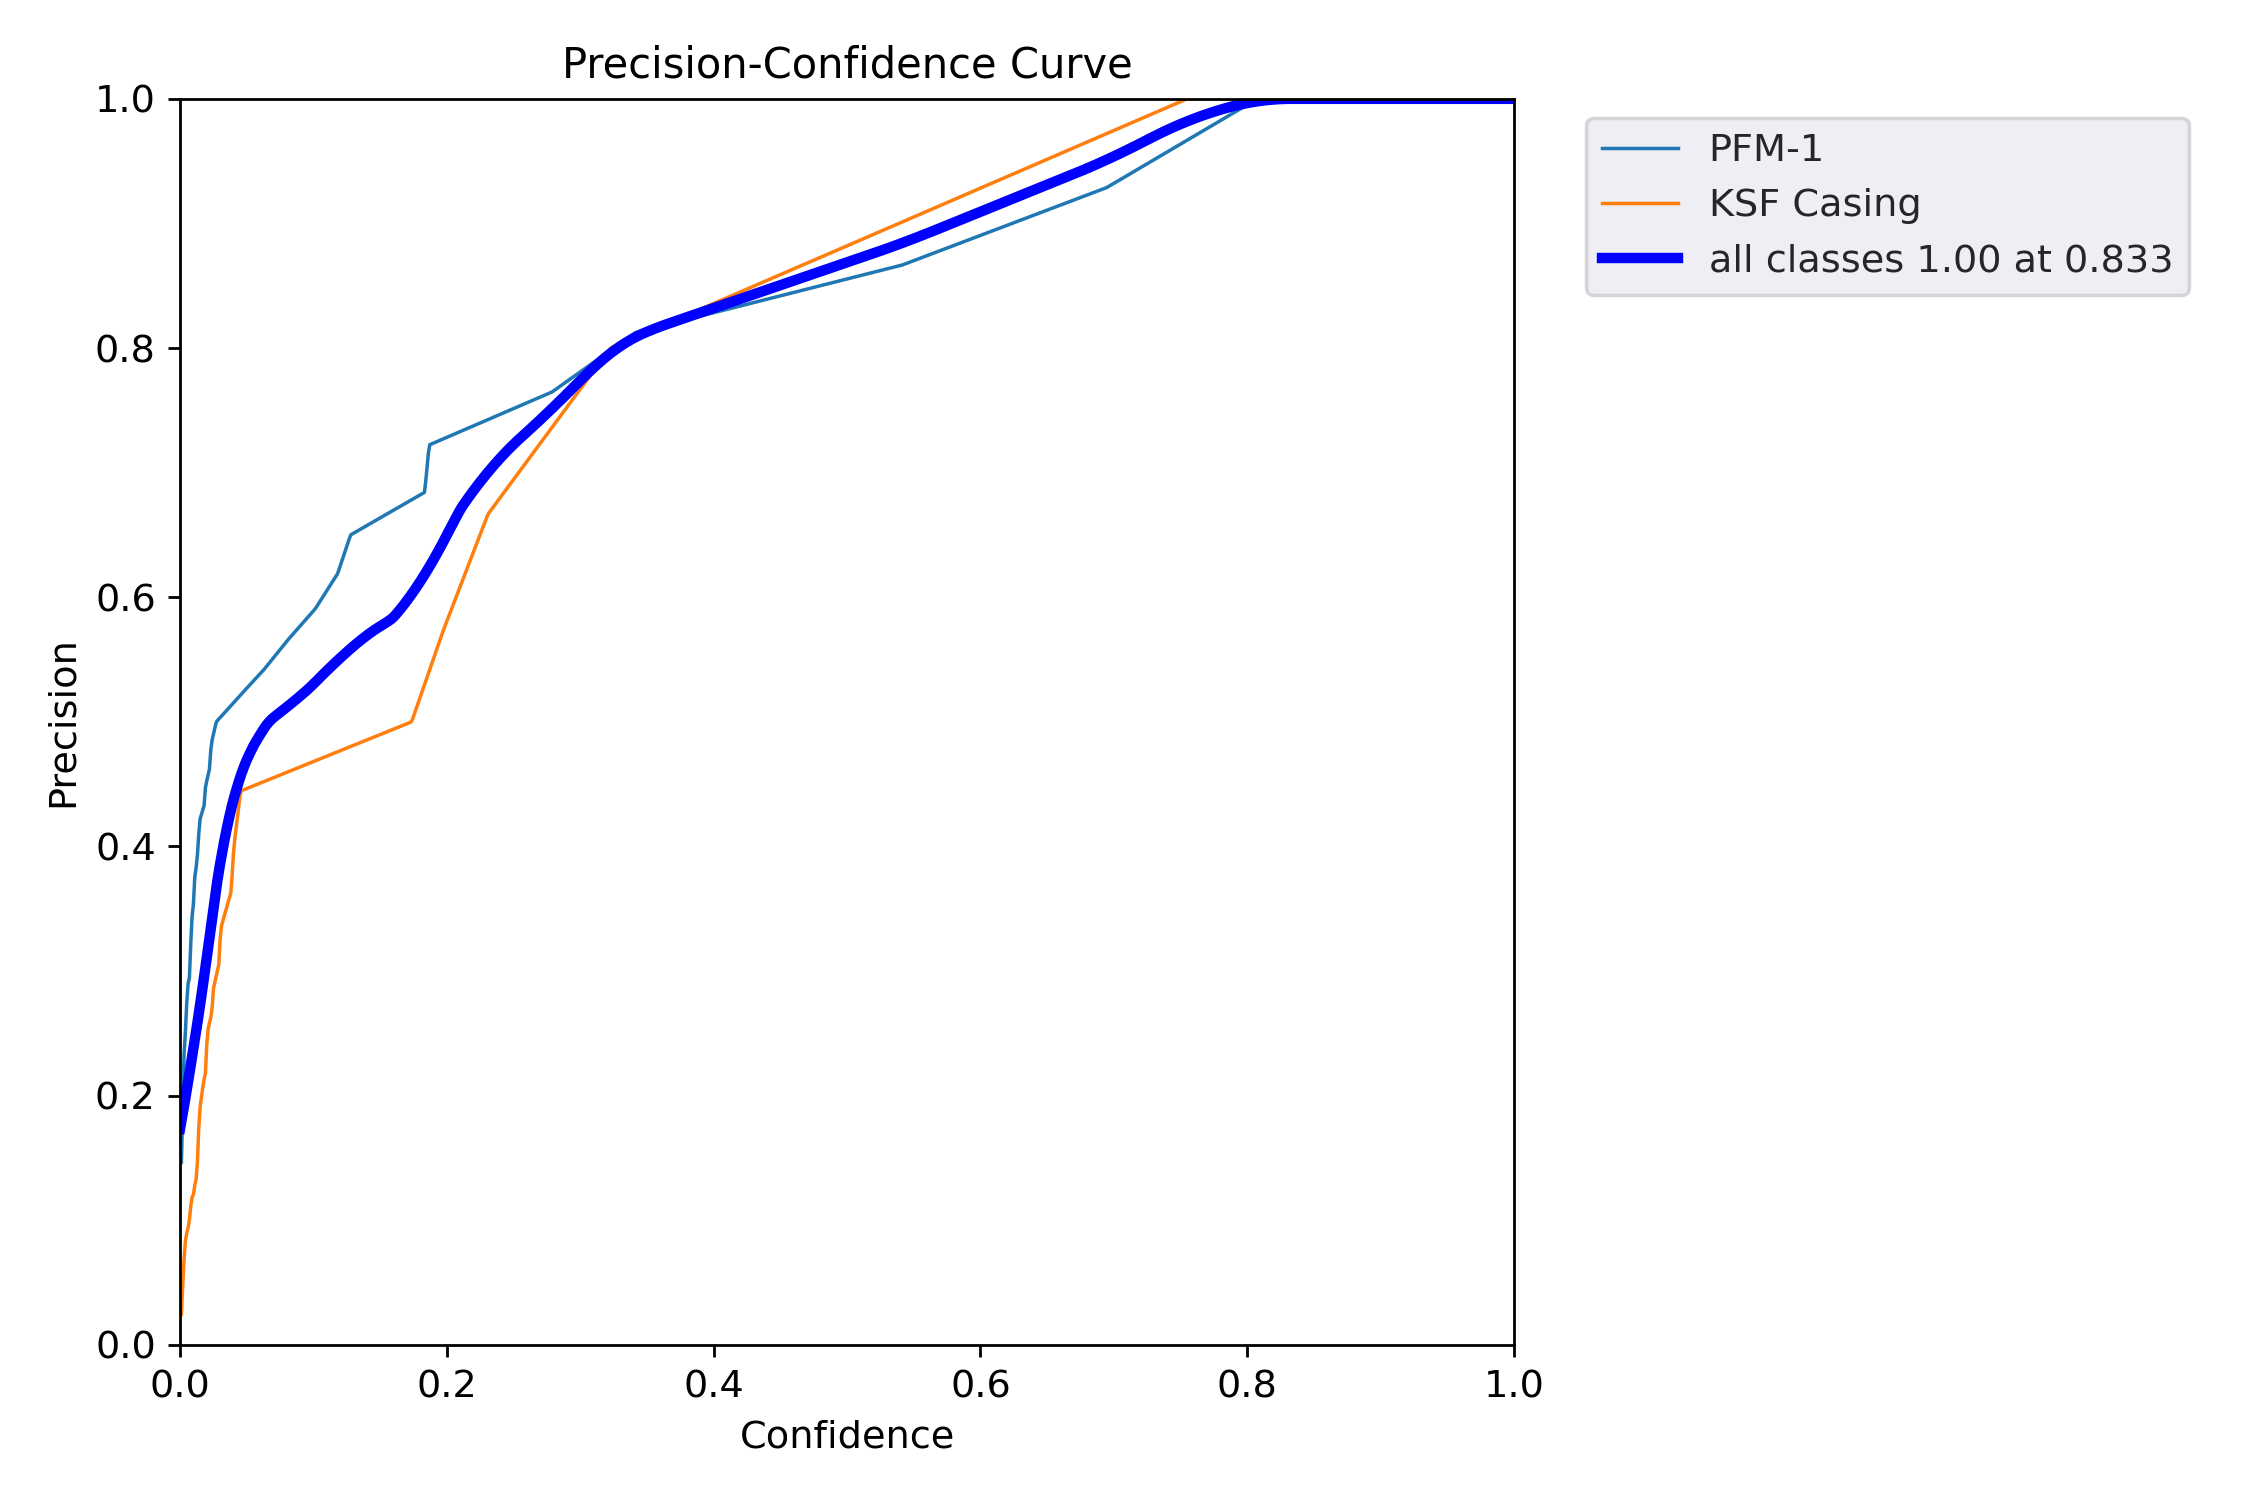 Precision-Confidence Curve
1.0
0.8
0.6
0.4
0.2
0.0
Precision
0.0 0.2 0.4 0.6 0.8 1.0
Confidence
PFM-1
KSF Casing
all classes 1.00 at 0.833